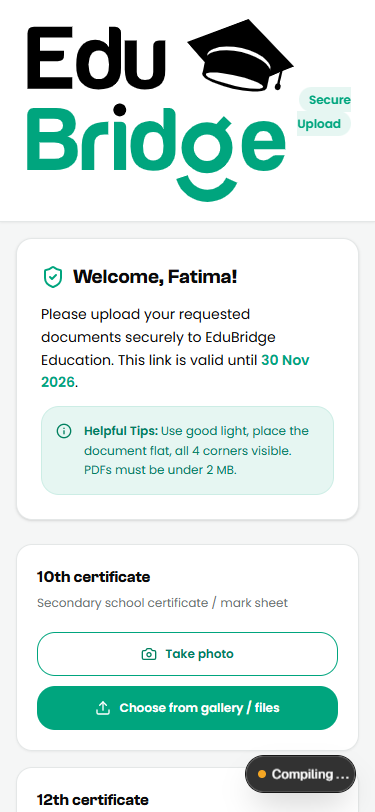 Edu
Bridge
Secure
Upload
Welcome, Fatima!
Please upload your requested
documents securely to EduBridge
Education. This link is valid until 30 Nov
2026.
Helpful Tips: Use good light, place the
document flat, all 4 corners visible.
PDFs must be under 2 MB.
10th certificate
Secondary school certificate / mark sheet
Take photo
Choose from gallery / files
Compiling ...
12th certificate